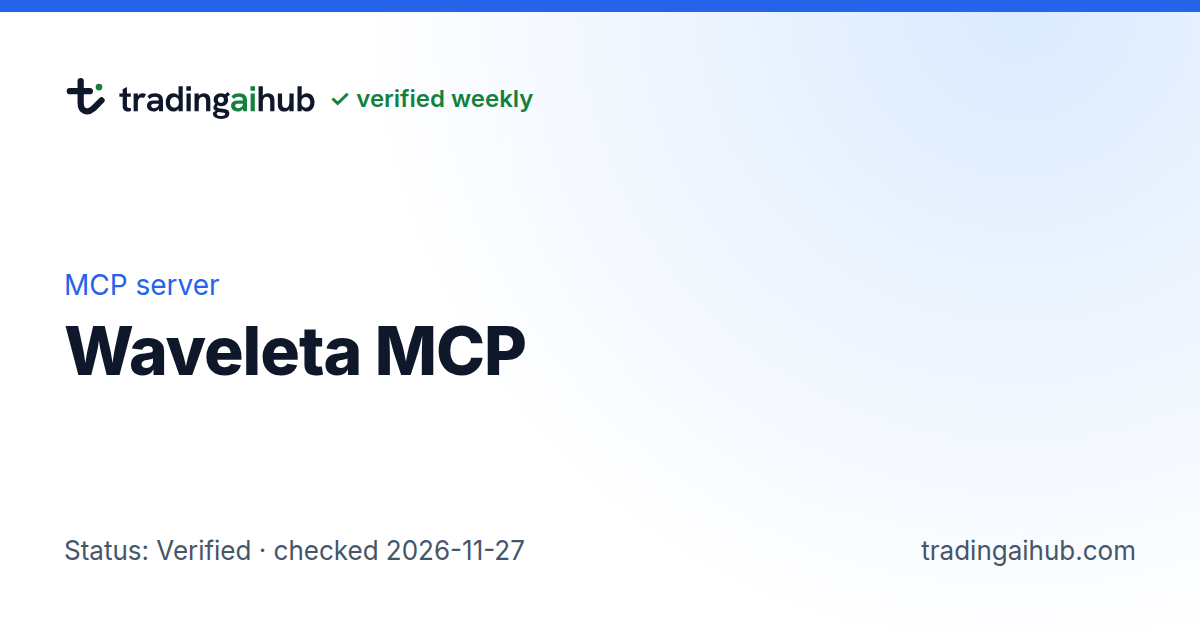 tradingaihub ✓ verified weekly
MCP server
Waveleta MCP
Status: Verified · checked 2026-11-27
tradingaihub.com